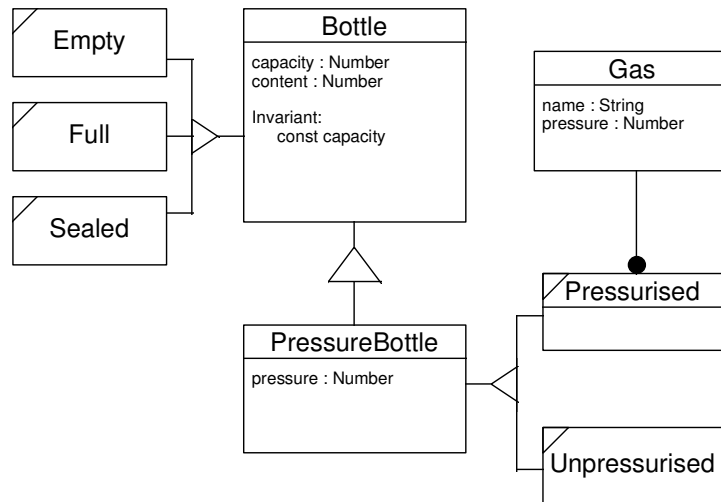 Empty
Full
Sealed
Bottle
capacity : Number
content : Number
Invariant:
const capacity
Gas
name : String
pressure : Number
PressureBottle
pressure : Number
Pressurised
Unpressurised